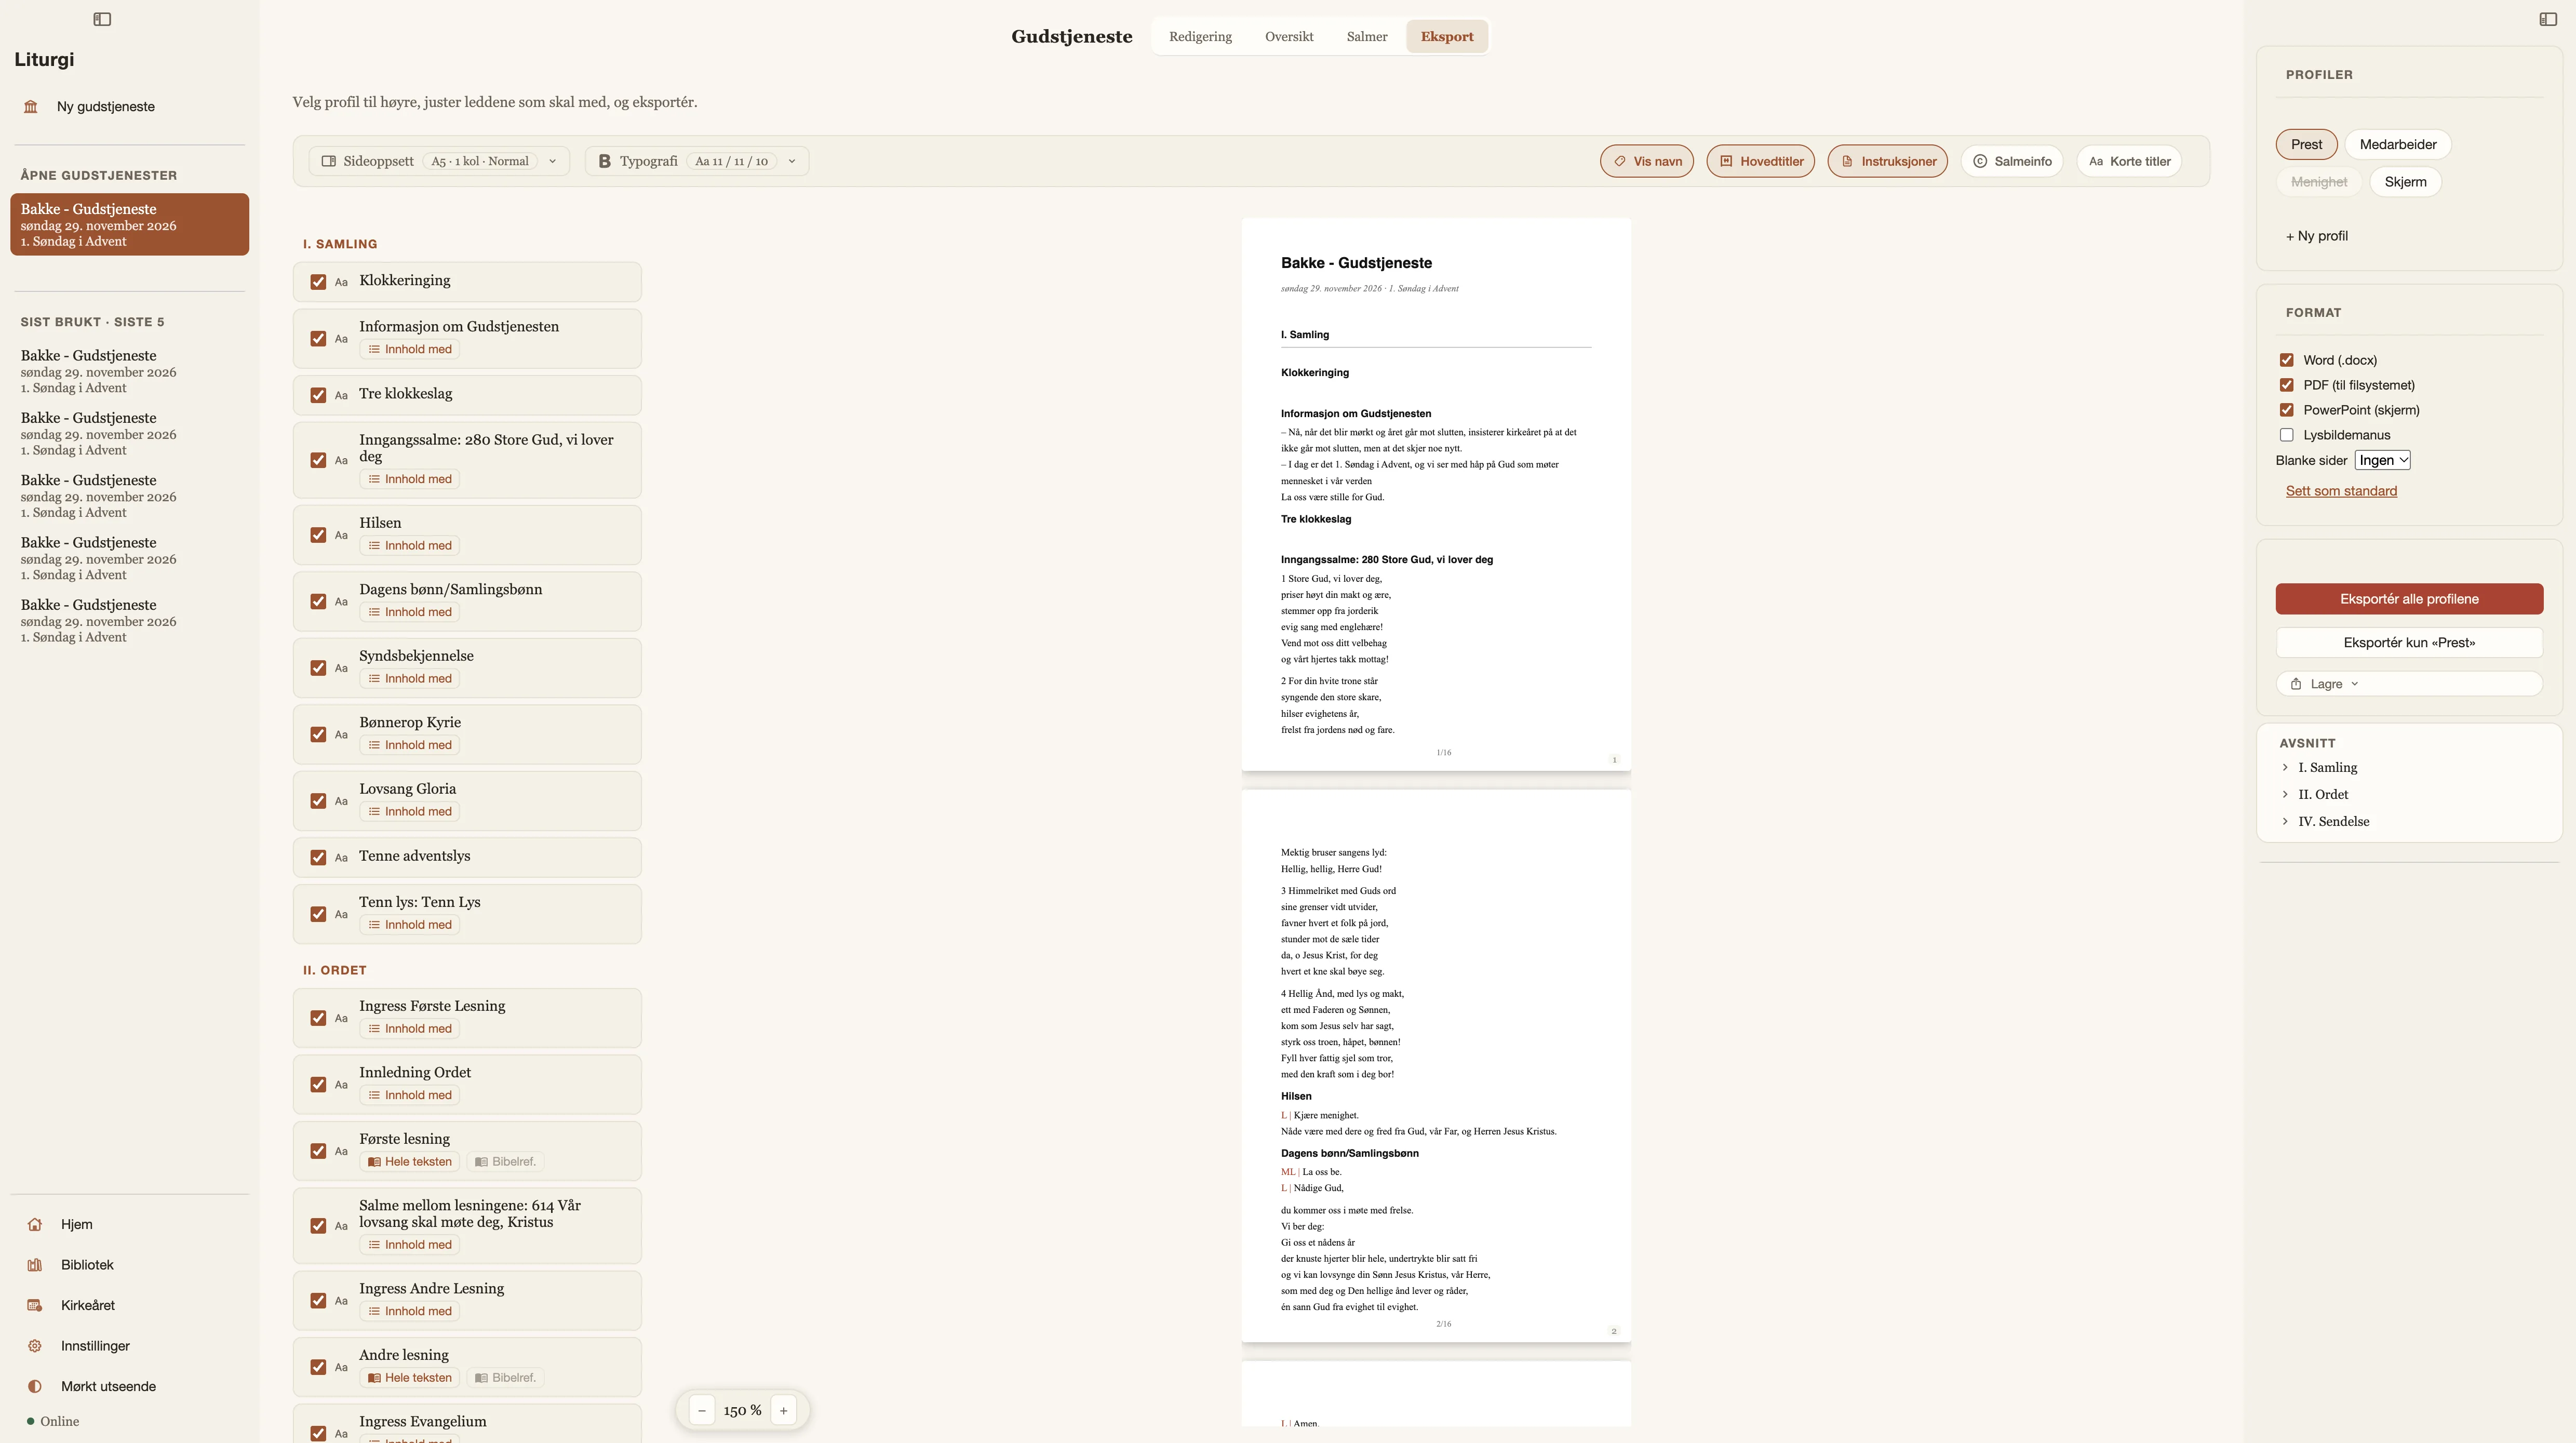 Liturgi
Ny gudstjeneste
ÅPNE GUDSTJENESTER
Bakke - Gudstjeneste
søndag 29. november 2026
1. Søndag i Advent
SIST BRUKT · SISTE 5
Bakke - Gudstjeneste
søndag 29. november 2026
1. Søndag i Advent
Bakke - Gudstjeneste
søndag 29. november 2026
1. Søndag i Advent
Bakke - Gudstjeneste
søndag 29. november 2026
1. Søndag i Advent
Bakke - Gudstjeneste
søndag 29. november 2026
1. Søndag i Advent
Bakke - Gudstjeneste
søndag 29. november 2026
1. Søndag i Advent
Hjem
Bibliotek
Kirkeåret
Innstillinger
Mørkt utseende
Online
Gudstjeneste Redigering Oversikt Salmer Eksport
Velg profil til høyre, juster leddene som skal med, og eksportér.
Sideoppsett A5 · 1 kol · Normal B Typografi Aa 11 / 11 / 10 Vis navn Hovedtitler Instruksjoner Salmeinfo Aa Korte titler
I. SAMLING
Aa Klokkeringing
Aa Informasjon om Gudstjenesten
Innhold med
Aa Tre klokkeslag
Aa Inngangssalme: 280 Store Gud, vi lover
deg
Innhold med
Aa Hilsen
Innhold med
Aa Dagens bønn/Samlingsbønn
Innhold med
Aa Syndsbekjennelse
Innhold med
Aa Bønnerop Kyrie
Innhold med
Aa Lovsang Gloria
Innhold med
Aa Tenne adventslys
Aa Tenn lys: Tenn Lys
Innhold med
II. ORDET
Aa Ingress Første Lesning
Innhold med
Aa Innledning Ordet
Innhold med
Aa Første lesning
Hele teksten Bibelref.
Aa Salme mellom lesningene: 614 Vår
lovsang skal møte deg, Kristus
Innhold med
Aa Ingress Andre Lesning
Innhold med
Aa Andre lesning
Hele teksten Bibelref.
Aa Ingress Evangelium
− 150 % +
Bakke - Gudstjeneste
søndag 29. november 2026 · 1. Søndag i Advent
I. Samling
Klokkeringing
Informasjon om Gudstjenesten
– Nå, når det blir mørkt og året går mot slutten, insisterer kirkeåret på at det
ikke går mot slutten, men at det skjer noe nytt.
– I dag er det 1. Søndag i Advent, og vi ser med håp på Gud som møter
mennesket i vår verden
La oss være stille for Gud.
Tre klokkeslag
Inngangssalme: 280 Store Gud, vi lover deg
1 Store Gud, vi lover deg,
priser høyt din makt og ære,
stemmer opp fra jorderik
evig sang med englehære!
Vend mot oss ditt velbehag
og vårt hjertes takk mottag!
2 For din hvite trone står
syngende den store skare,
hilser evighetens år,
frelst fra jordens nød og fare.
1/16
1
Mektig bruser sangens lyd:
Hellig, hellig, Herre Gud!
3 Himmelriket med Guds ord
sine grenser vidt utvider,
favner hvert et folk på jord,
stunder mot de sæle tider
da, o Jesus Krist, for deg
hvert et kne skal bøye seg.
4 Hellig Ånd, med lys og makt,
ett med Faderen og Sønnen,
kom som Jesus selv har sagt,
styrk oss troen, håpet, bønnen!
Fyll hver fattig sjel som tror,
med den kraft som i deg bor!
Hilsen
L | Kjære menighet.
Nåde være med dere og fred fra Gud, vår Far, og Herren Jesus Kristus.
Dagens bønn/Samlingsbønn
ML | La oss be.
L | Nådige Gud,
du kommer oss i møte med frelse.
Vi ber deg:
Gi oss et nådens år
der knuste hjerter blir hele, undertrykte blir satt fri
og vi kan lovsynge din Sønn Jesus Kristus, vår Herre,
som med deg og Den hellige ånd lever og råder,
én sann Gud fra evighet til evighet.
2/16
2
L | Amen.
PROFILER
Prest Medarbeider
Menighet Skjerm
+ Ny profil
FORMAT
Word (.docx)
PDF (til filsystemet)
PowerPoint (skjerm)
Lysbildemanus
Blanke sider Ingen
Sett som standard
Eksportér alle profilene
Eksportér kun «Prest»
Lagre
AVSNITT
I. Samling
II. Ordet
IV. Sendelse